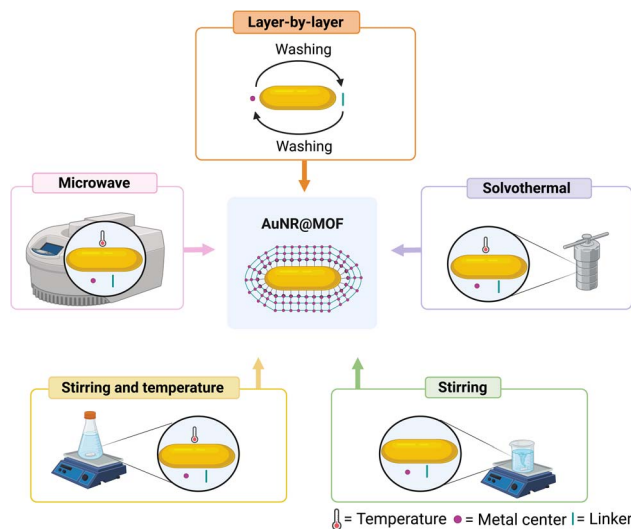 Layer-by-layer
Washing
Washing
Microwave
Solvothermal
AuNR@MOF
Stirring and temperature
Stirring
= Temperature = Metal center = Linker